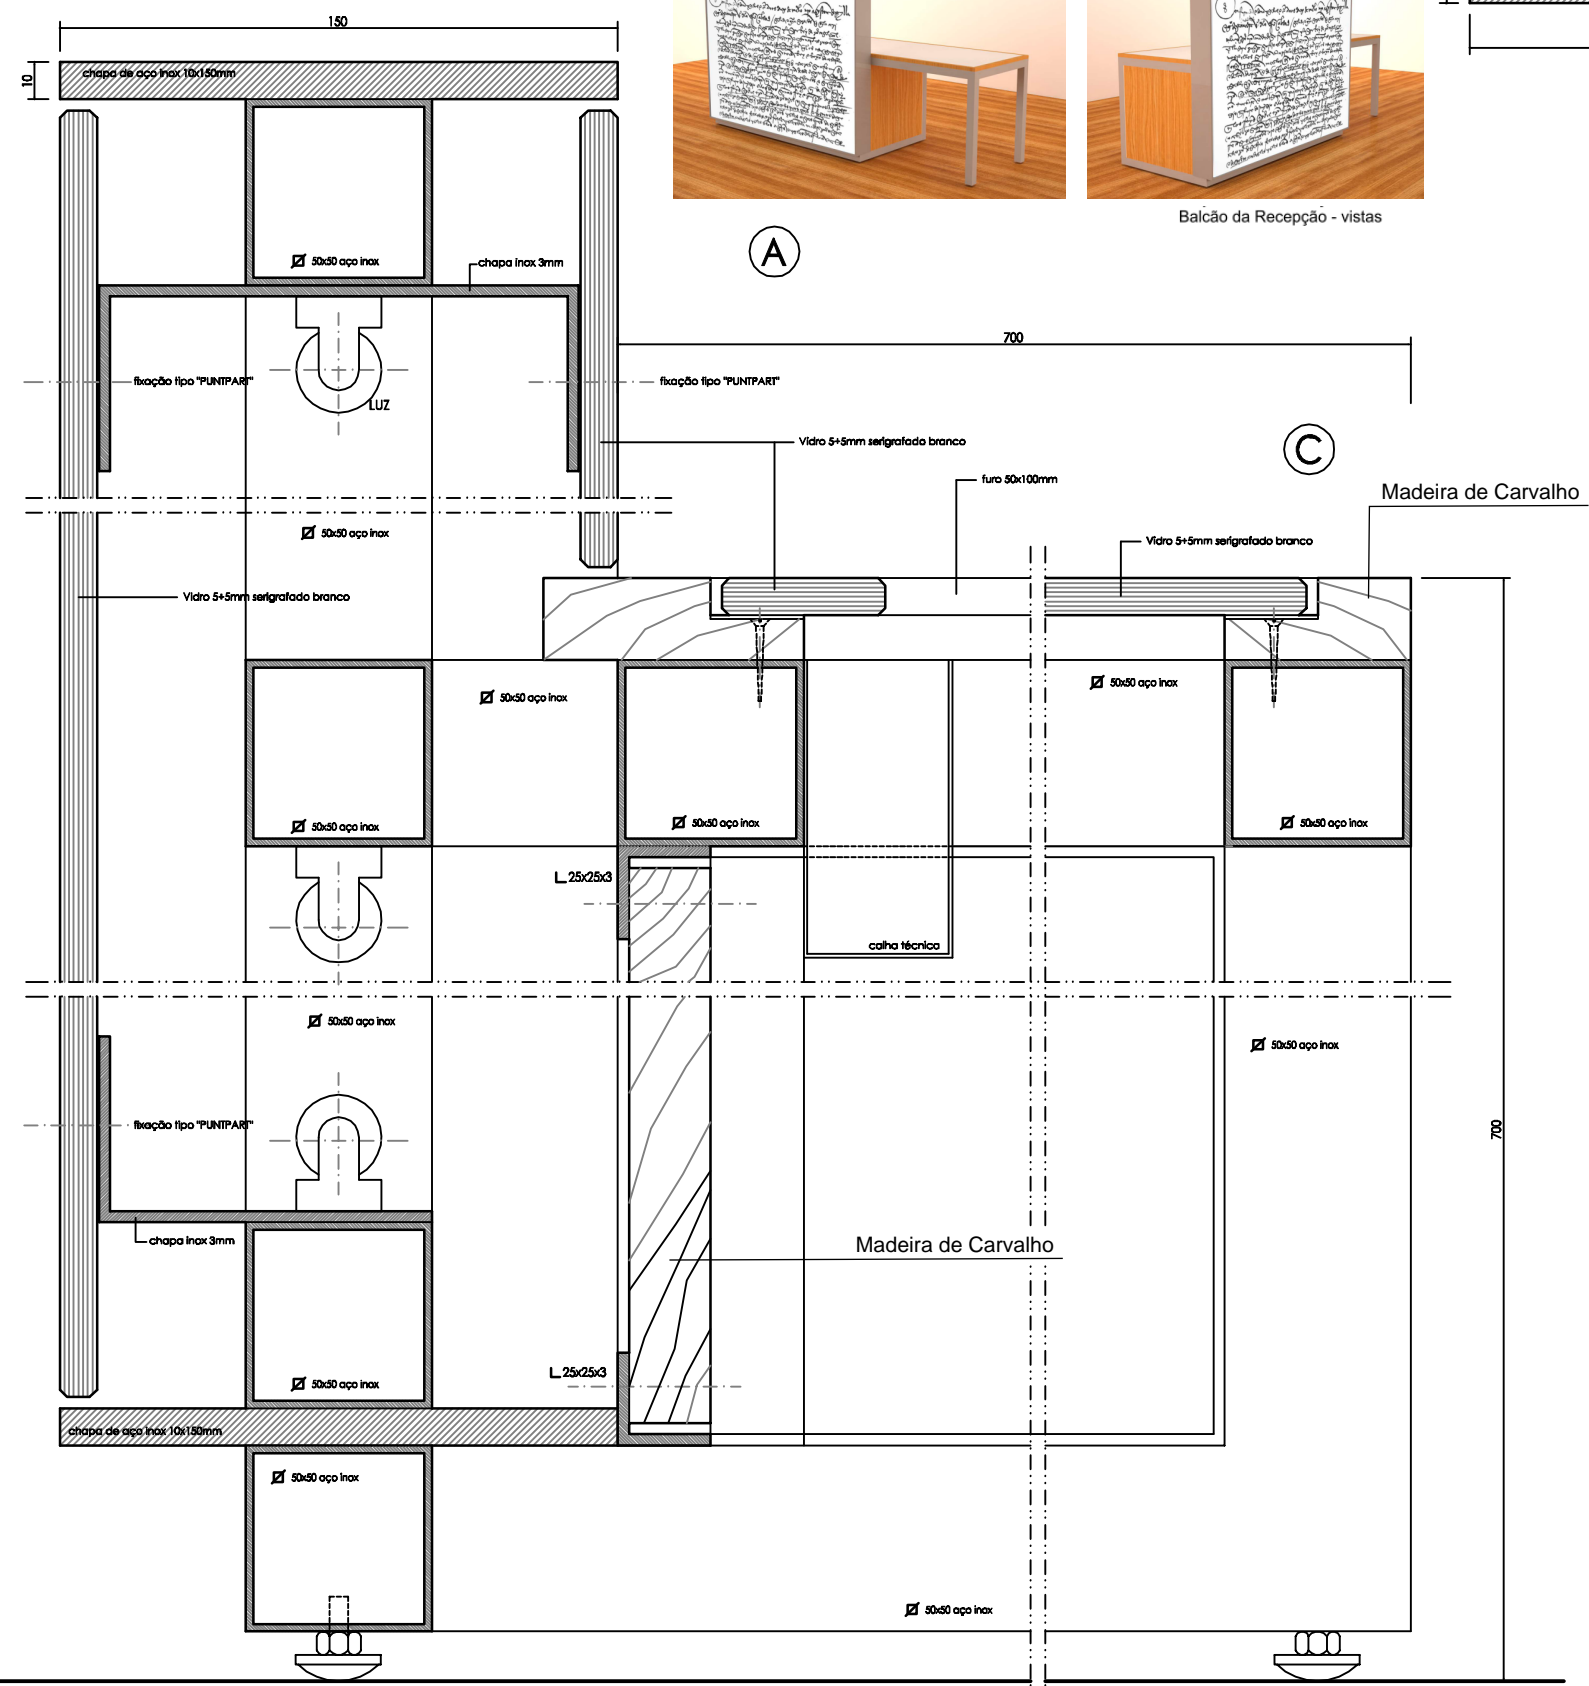 150
10
chapa de aço inox 10x150mm
50x50 aço inox
chapa inox 3mm
Balcão da Recepção - vistas
A
700
fixação tipo "PUNTPART"
fixação tipo "PUNTPART"
LUZ
Vidro 5+5mm serigrafado branco
C
furo 50x100mm
Madeira de Carvalho
50x50 aço inox
Vidro 5+5mm serigrafado branco
Vidro 5+5mm serigrafado branco
50x50 aço inox
50x50 aço inox
50x50 aço inox
50x50 aço inox
50x50 aço inox
L 25x25x3
calha técnica
50x50 aço inox
50x50 aço inox
fixação tipo "PUNTPART"
700
chapa inox 3mm
Madeira de Carvalho
L 25x25x3
50x50 aço inox
chapa de aço inox 10x150mm
50x50 aço inox
50x50 aço inox